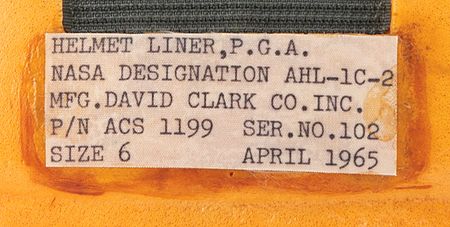 HELMET LINER,P.G.A.
NASA DESIGNATION AHL-1C-2
MFG.DAVID CLARK CO.INC.
P/N ACS 1199 SER.NO.102
SIZE 6 APRIL 1965